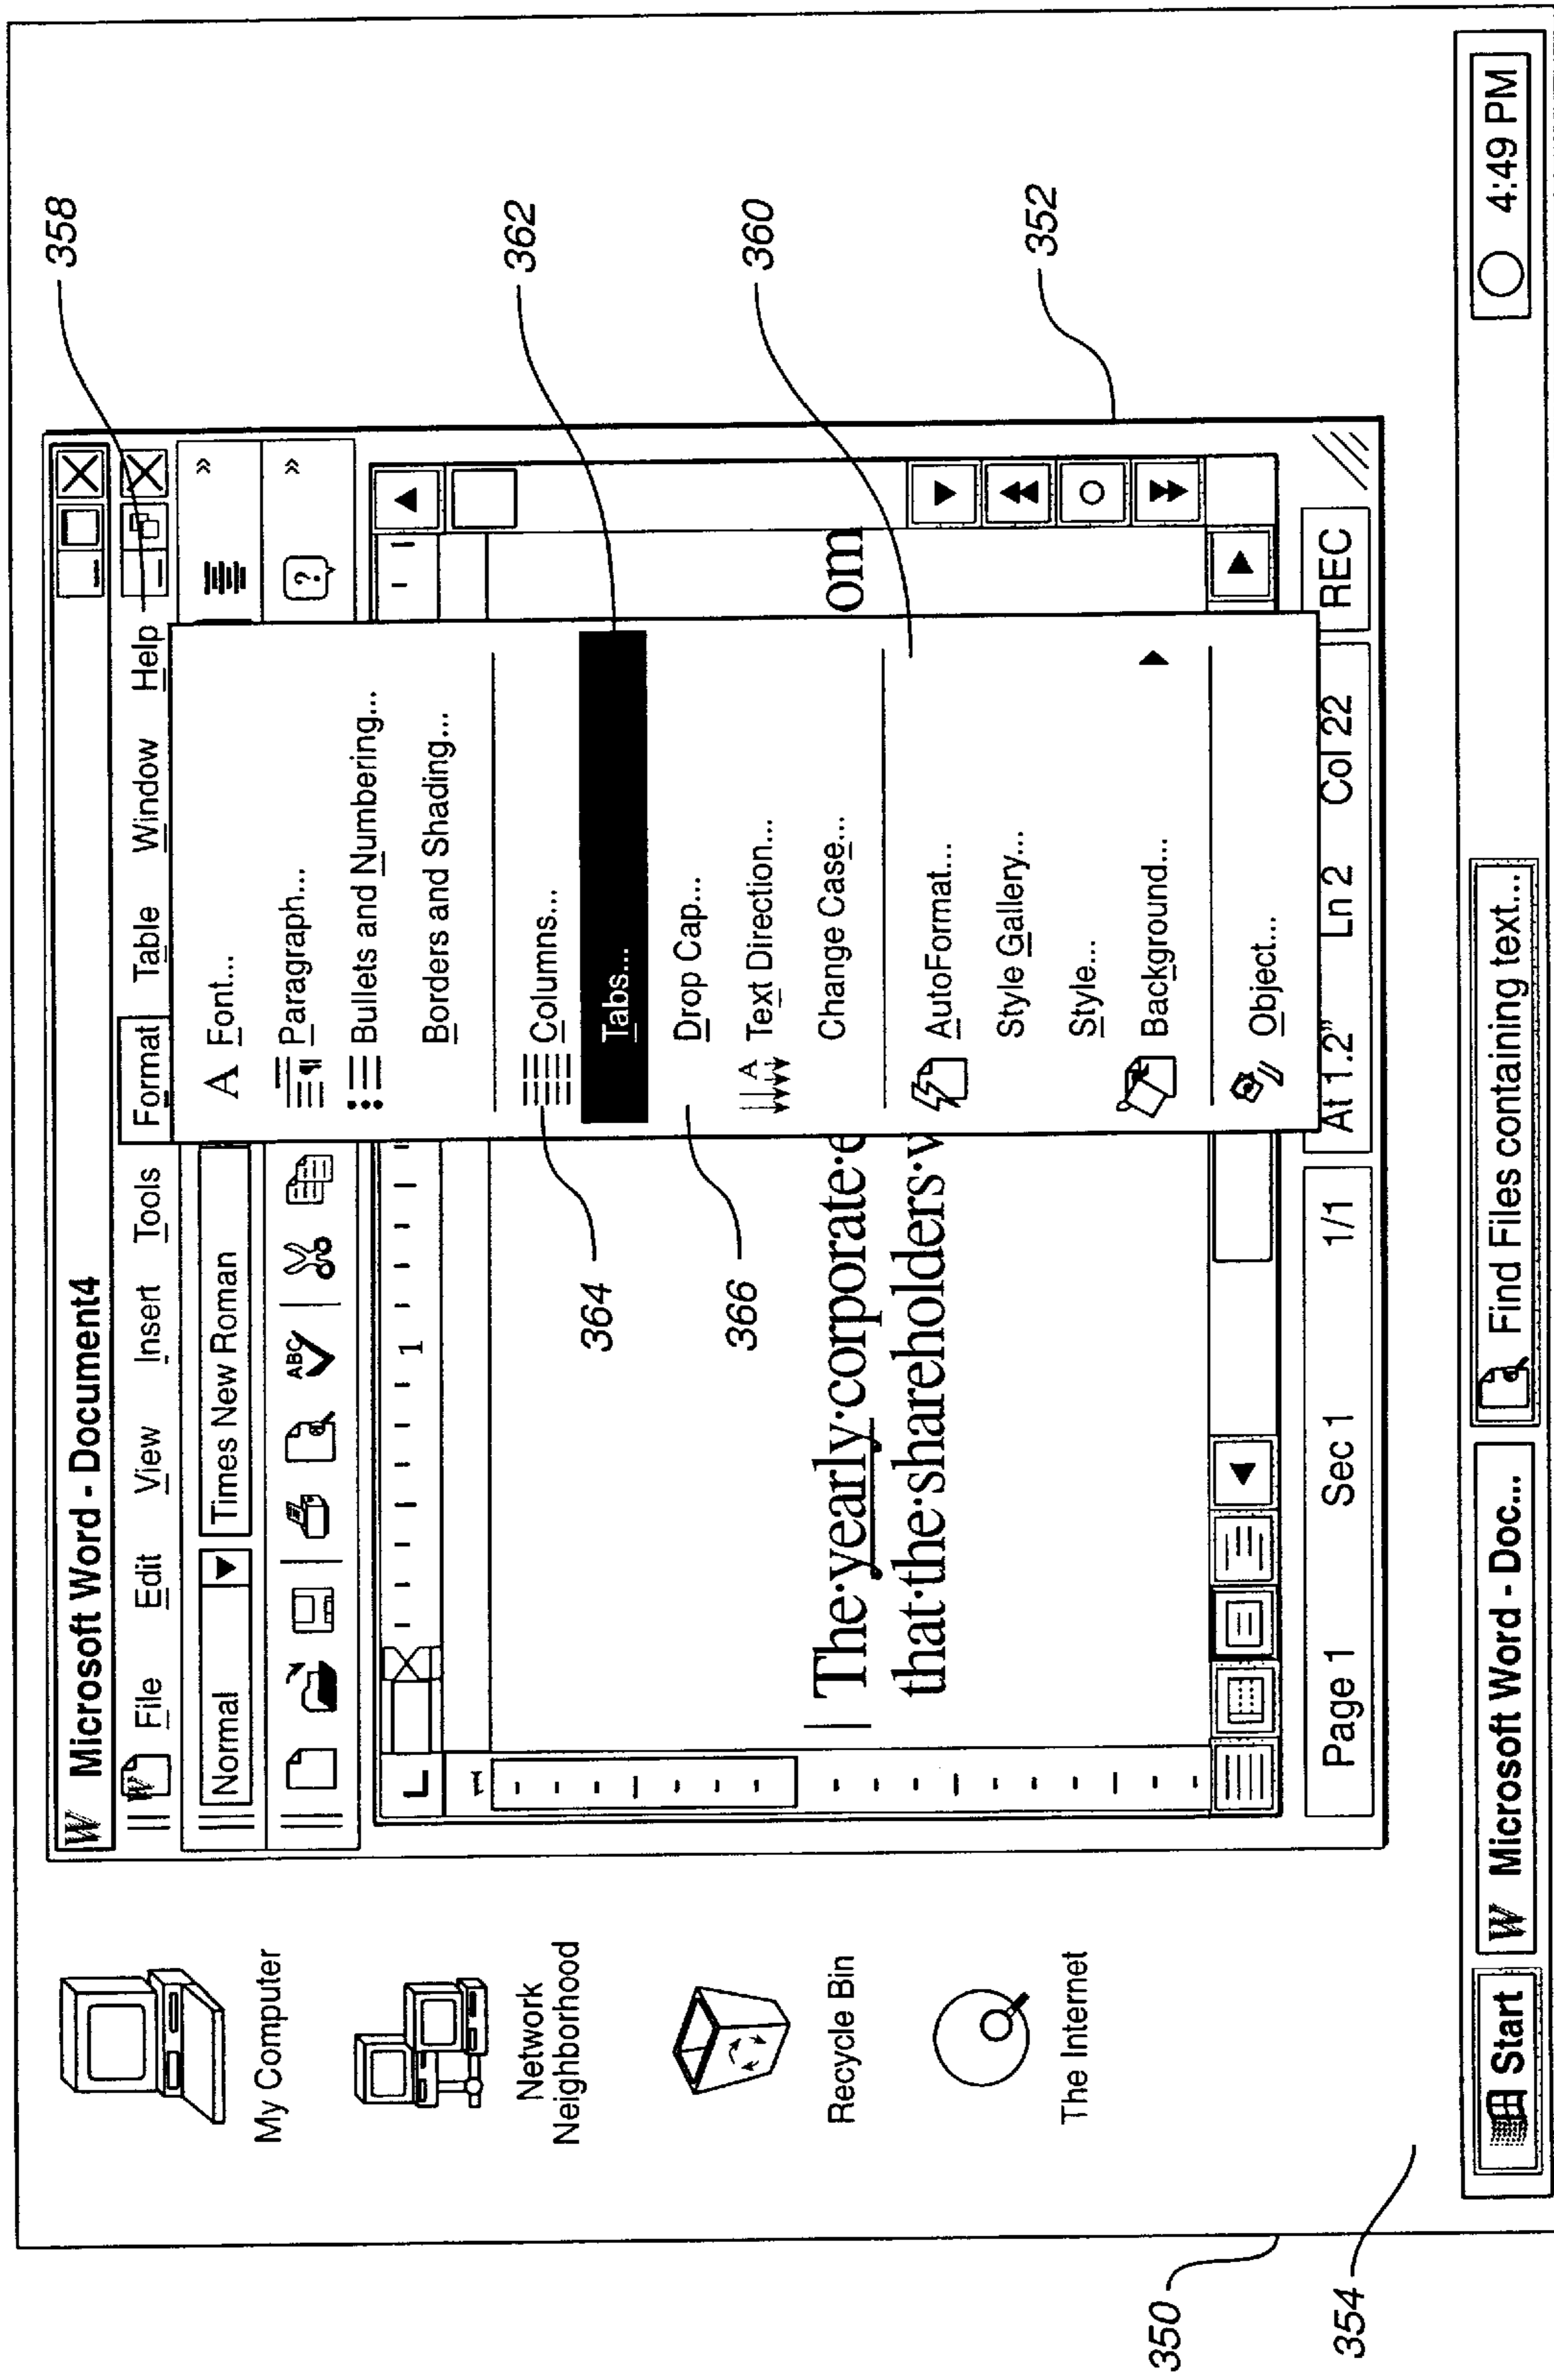 W Microsoft Word - Document4
W File Edit View Insert Tools Format Table Window Help
358
Normal Times New Roman »
ABC ? »
L 1
A Font...
Paragraph...
Bullets and Numbering...
Borders and Shading...
Columns...
Tabs...
Drop Cap...
A Text Direction...
Change Case...
AutoFormat...
Style Gallery...
Style...
Background...
Object...
362
360
352
364
366
The·yearly·corporate·e om
that·the·shareholders·
Page 1 Sec 1 1/1 At 1.2” Ln 2 Col 22 REC
My Computer
Network
Neighborhood
Recycle Bin
The Internet
Start W Microsoft Word - Doc... Find Files containing text... 4:49 PM
350
354